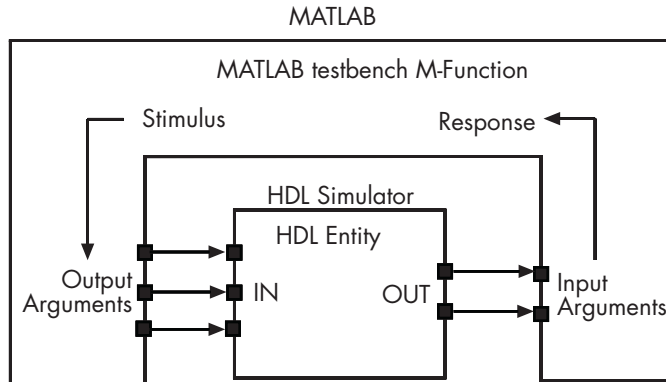 MATLAB
MATLAB testbench M-Function
Stimulus
Response
HDL Simulator
HDL Entity
Output
Arguments
IN
OUT
Input
Arguments